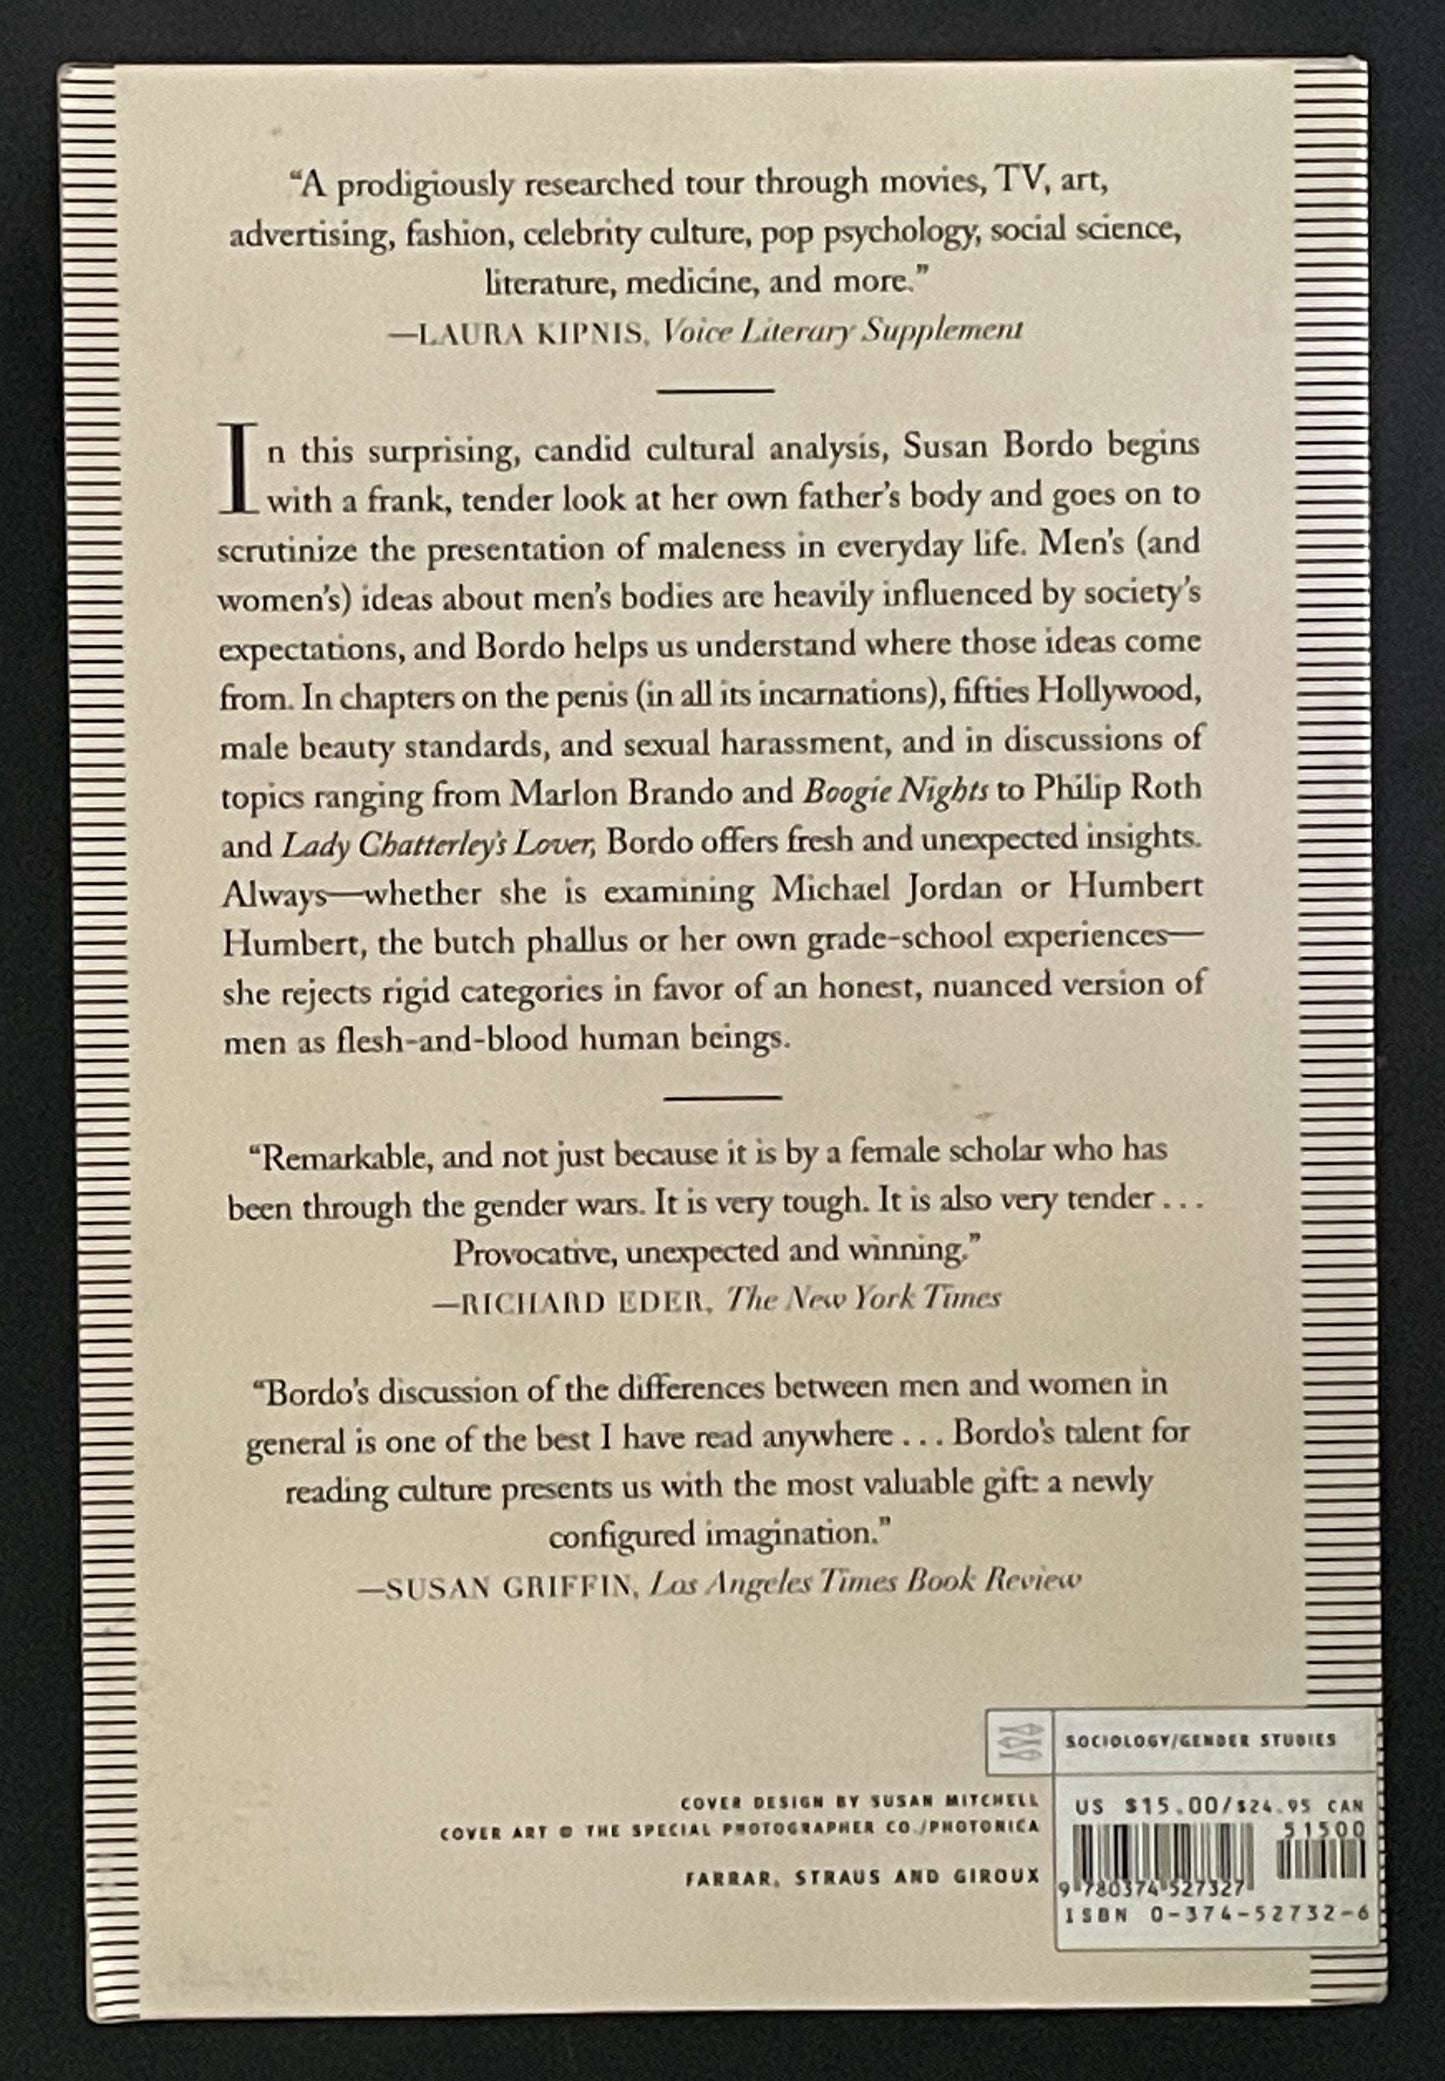 “A prodigiously researched tour through movies, TV, art,
advertising, fashion, celebrity culture, pop psychology, social science,
literature, medicine, and more.”
—LAURA KIPNIS, Voice Literary Supplement
In this surprising, candid cultural analysis, Susan Bordo begins
with a frank, tender look at her own father’s body and goes on to
scrutinize the presentation of maleness in everyday life. Men’s (and
women’s) ideas about men’s bodies are heavily influenced by society’s
expectations, and Bordo helps us understand where those ideas come
from. In chapters on the penis (in all its incarnations), fifties Hollywood,
male beauty standards, and sexual harassment, and in discussions of
topics ranging from Marlon Brando and Boogie Nights to Philip Roth
and Lady Chatterley’s Lover, Bordo offers fresh and unexpected insights.
Always—whether she is examining Michael Jordan or Humbert
Humbert, the butch phallus or her own grade-school experiences—
she rejects rigid categories in favor of an honest, nuanced version of
men as flesh-and-blood human beings.
“Remarkable, and not just because it is by a female scholar who has
been through the gender wars. It is very tough. It is also very tender . . .
Provocative, unexpected and winning.”
—RICHARD EDER, The New York Times
“Bordo’s discussion of the differences between men and women in
general is one of the best I have read anywhere . . . Bordo’s talent for
reading culture presents us with the most valuable gift: a newly
configured imagination.”
—SUSAN GRIFFIN, Los Angeles Times Book Review
SOCIOLOGY/GENDER STUDIES
COVER DESIGN BY SUSAN MITCHELL
COVER ART © THE SPECIAL PHOTOGRAPHER CO./PHOTONICA
FARRAR, STRAUS AND GIROUX
US $15.00/$24.95 CAN
51500
9 780374 527327
ISBN 0-374-52732-6